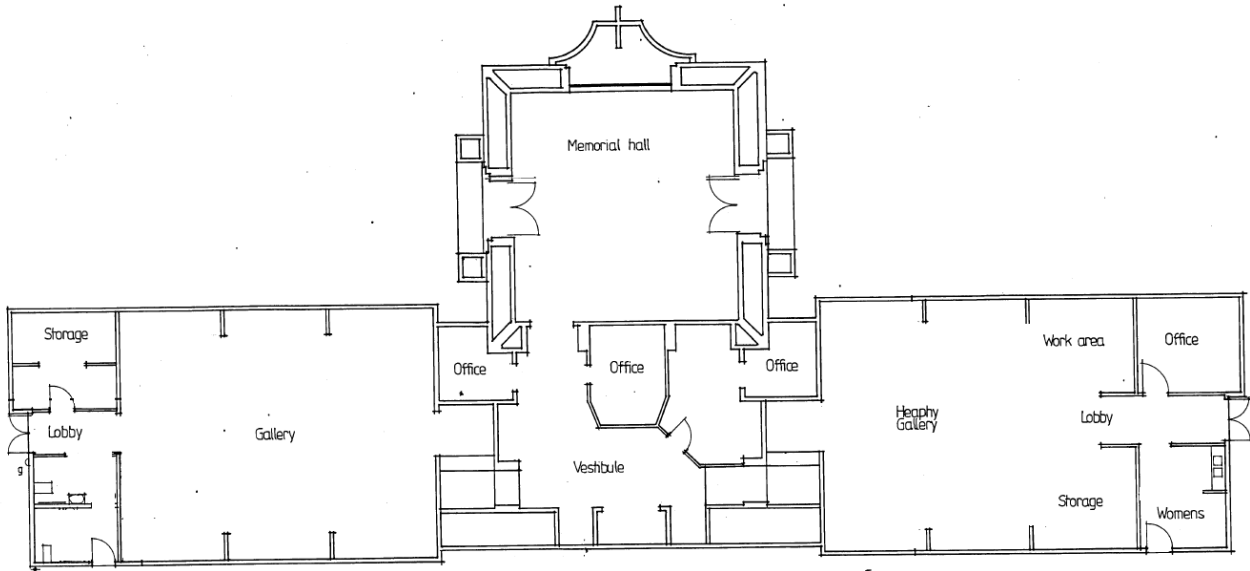 Memorial hall
Storage
Office
Office
Office
Work area
Office
Lobby
Gallery
Heaphy
Gallery
Lobby
g
Vestibule
Storage
Womens